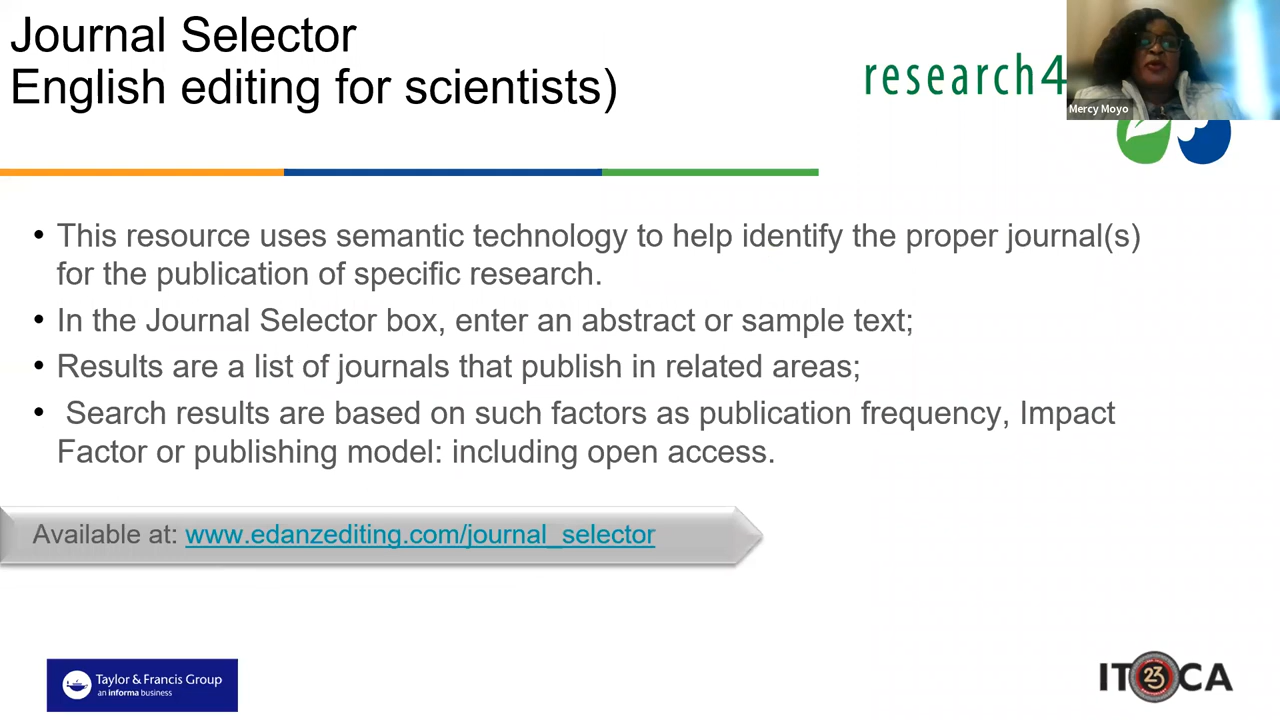 Journal Selector
English editing for scientists)
research4
Mercy Moyo
• This resource uses semantic technology to help identify the proper journal(s)
for the publication of specific research.
• In the Journal Selector box, enter an abstract or sample text;
• Results are a list of journals that publish in related areas;
• Search results are based on such factors as publication frequency, Impact
Factor or publishing model: including open access.
Available at: www.edanzediting.com/journal_selector
Taylor & Francis Group
an informa business
ITOCA
23